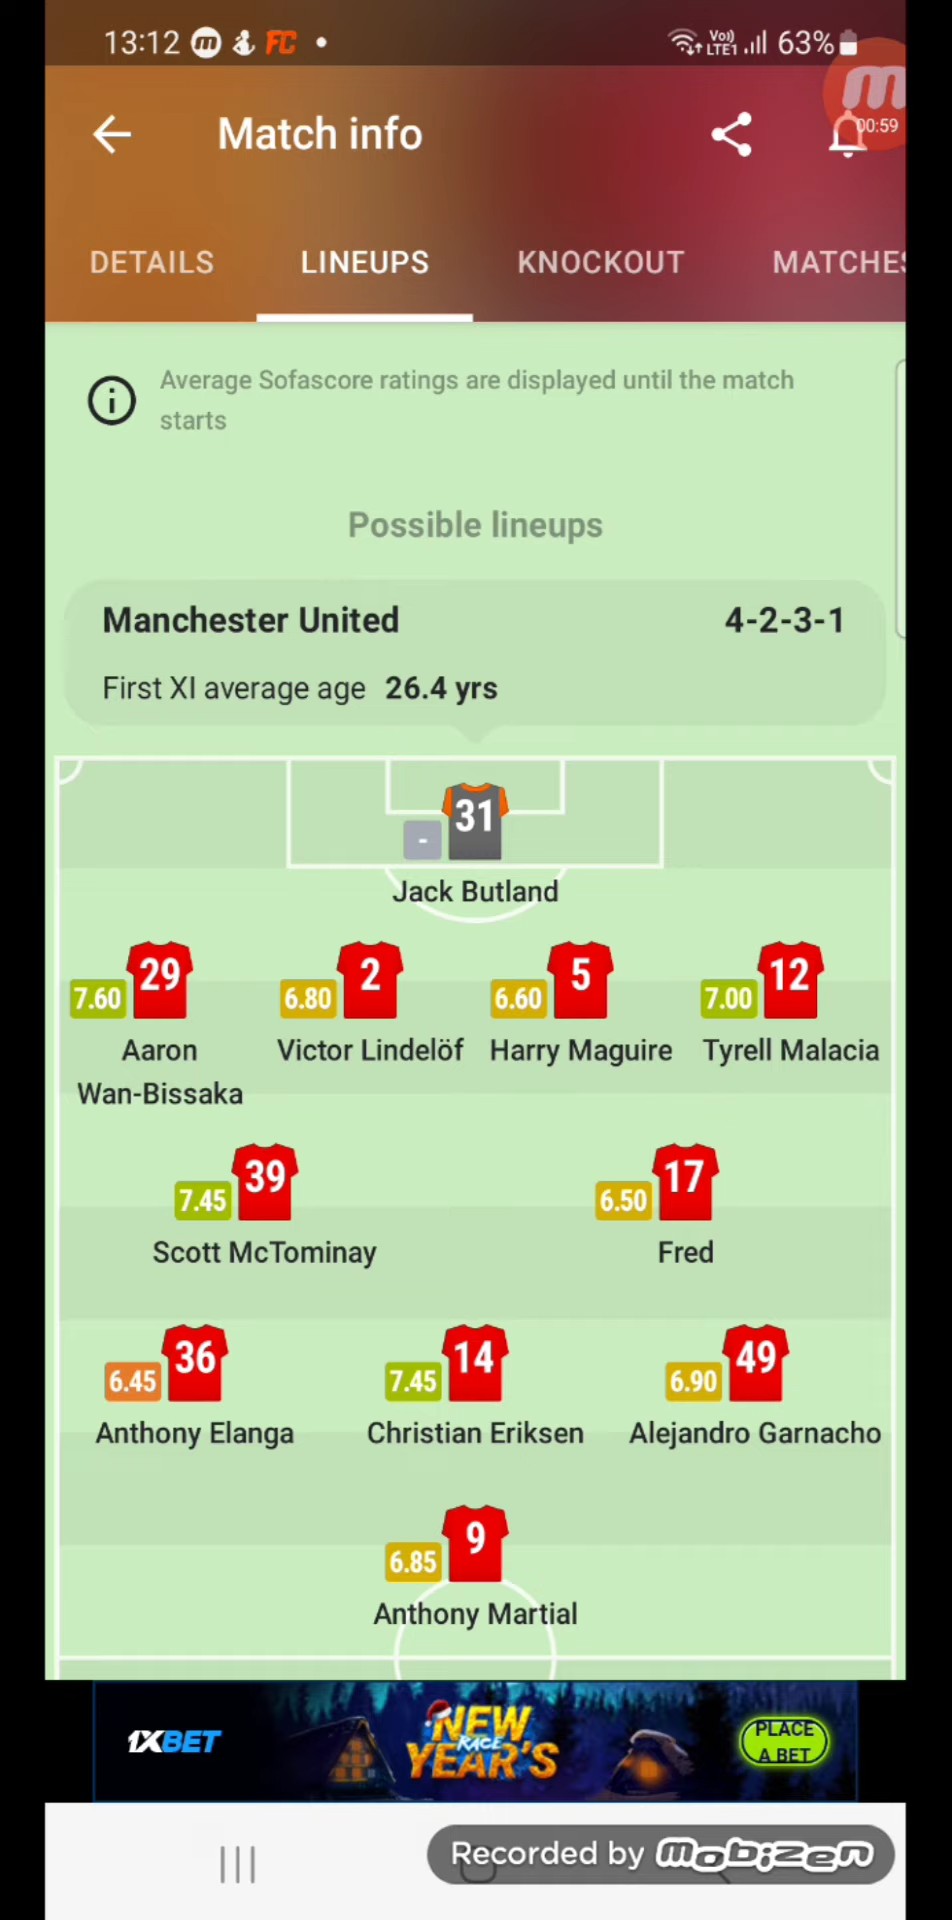 13:12 m FC • Vo) LTE1 63%
m
00:59
Match info
DETAILS LINEUPS KNOCKOUT MATCHES
Average Sofascore ratings are displayed until the match
starts
Possible lineups
Manchester United 4-2-3-1
First XI average age 26.4 yrs
- 31
Jack Butland
7.60 29 6.80 2 6.60 5 7.00 12
Aaron Victor Lindelöf Harry Maguire Tyrell Malacia
Wan-Bissaka
7.45 39 6.50 17
Scott McTominay Fred
6.45 36 7.45 14 6.90 49
Anthony Elanga Christian Eriksen Alejandro Garnacho
6.85 9
Anthony Martial
1XBET NEW RACE YEAR'S PLACE
A BET
Recorded by mobizen